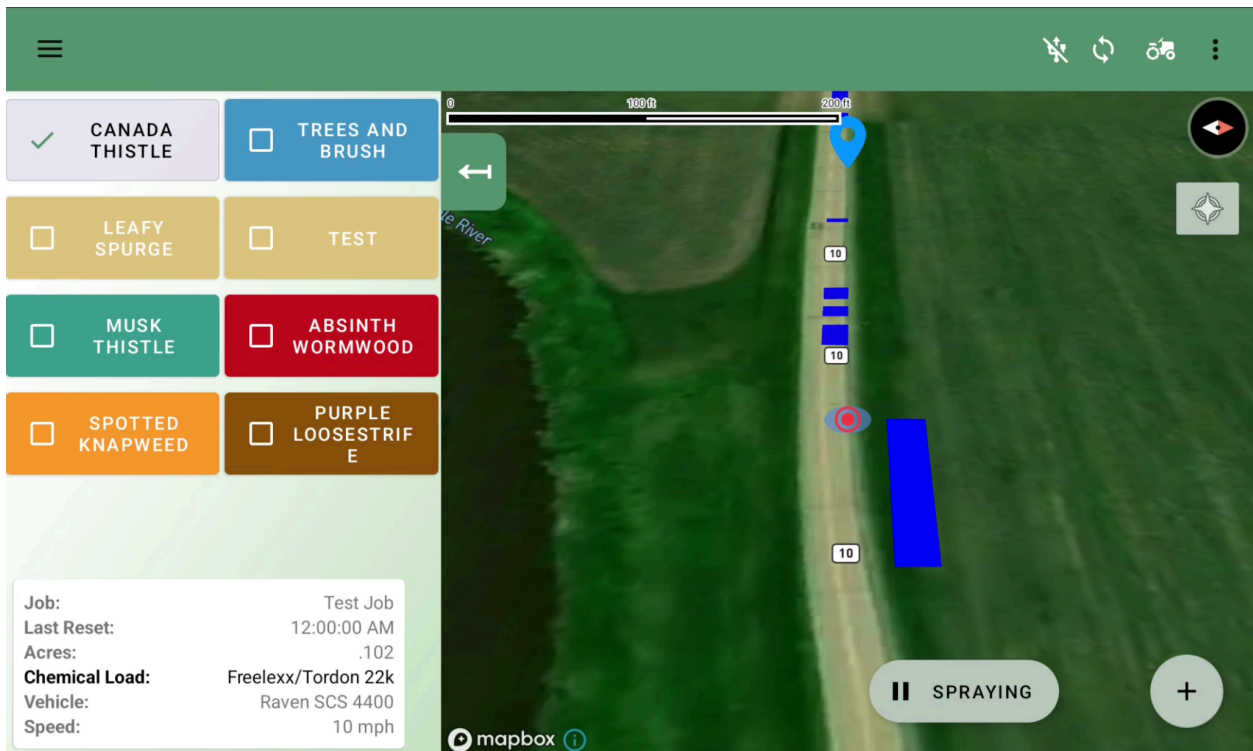 CANADA
THISTLE
TREES AND
BRUSH
LEAFY
SPURGE
TEST
MUSK
THISTLE
ABSINTH
WORMWOOD
SPOTTED
KNAPWEED
PURPLE
LOOSESTRIF
E
Job: Test Job
Last Reset: 12:00:00 AM
Acres: .102
Chemical Load: Freelexx/Tordon 22k
Vehicle: Raven SCS 4400
Speed: 10 mph
0 100 ft 200 ft
River
10
10
10
SPRAYING
mapbox